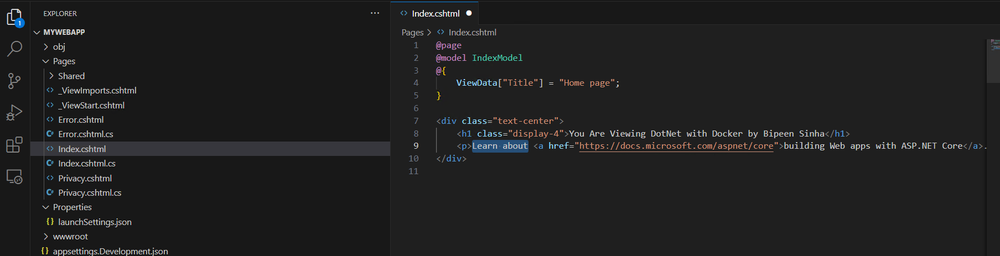 EXPLORER
···
1
MYWEBAPP
obj
Pages
Shared
_ViewImports.cshtml
_ViewStart.cshtml
Error.cshtml
Error.cshtml.cs
Index.cshtml
Index.cshtml.cs
Privacy.cshtml
Privacy.cshtml.cs
Properties
{} launchSettings.json
wwwroot
{} appsettings.Development.json
<> Index.cshtml
Pages > <> Index.cshtml
1 @page
2 @model IndexModel
3 @{
4 ViewData["Title"] = "Home page";
5 }
6
7 <div class="text-center">
8 <h1 class="display-4">You Are Viewing DotNet with Docker by Bipeen Sinha</h1>
9 <p>Learn about <a href="https://docs.microsoft.com/aspnet/core">building Web apps with ASP.NET Core</a>.
10 </div>
11